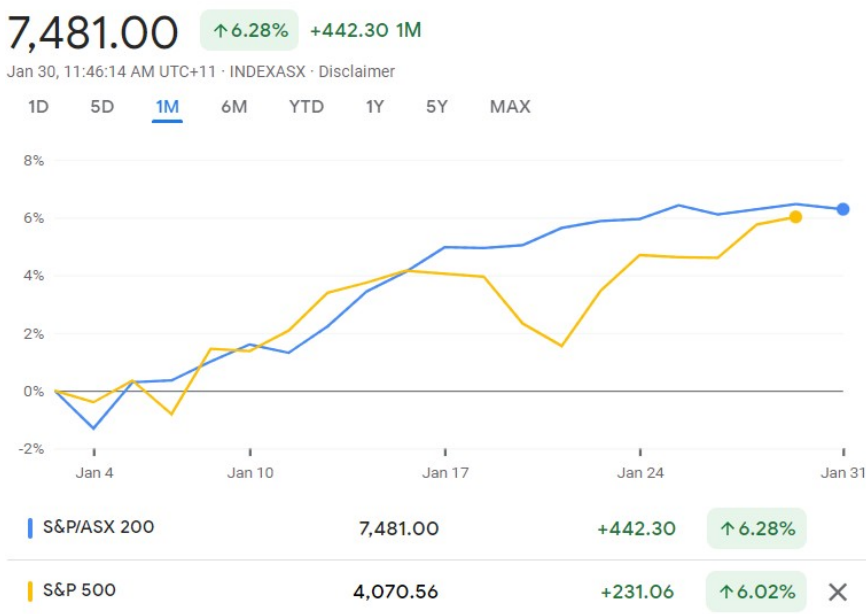 7,481.00 ↑6.28% +442.30 1M
Jan 30, 11:46:14 AM UTC+11 · INDEXASX · Disclaimer
1D 5D 1M 6M YTD 1Y 5Y MAX
8%
6%
4%
2%
0%
-2%
Jan 4 Jan 10 Jan 17 Jan 24 Jan 31
S&P/ASX 200 7,481.00 +442.30 ↑6.28%
S&P 500 4,070.56 +231.06 ↑6.02%